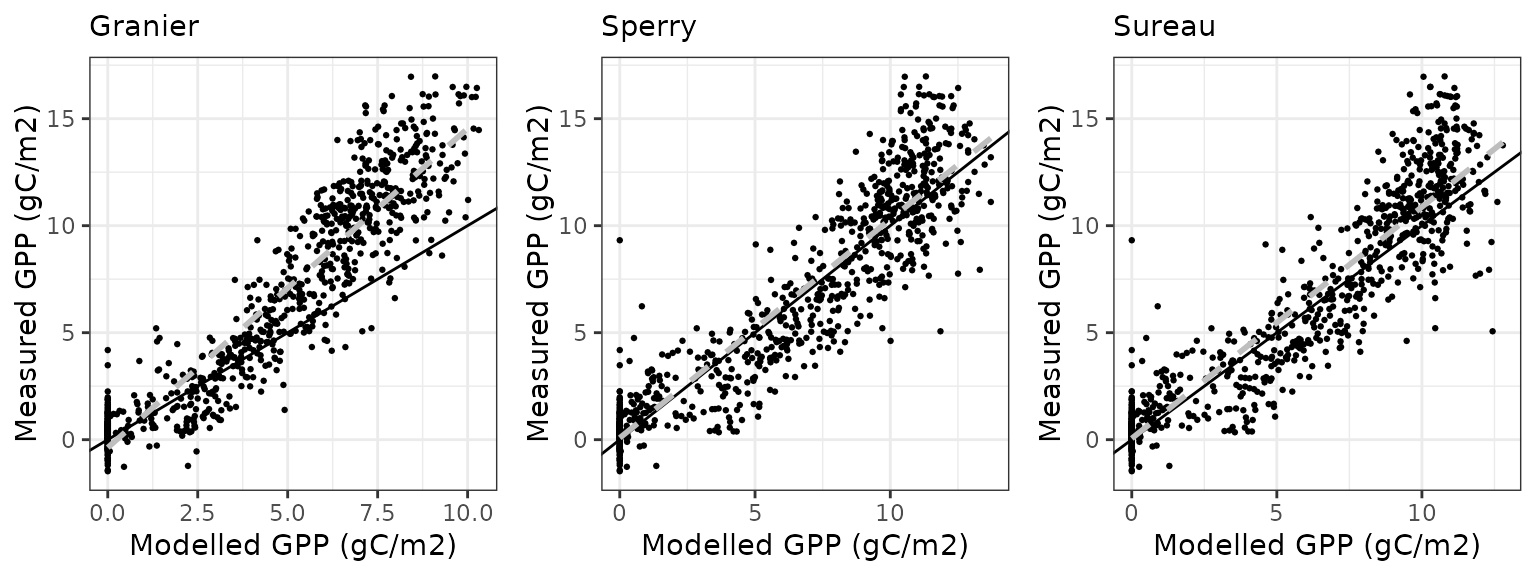 Granier
Sperry
Sureau
Measured GPP (gC/m2)
15
10
5
0
0.0
2.5
5.0
7.5
10.0
Modelled GPP (gC/m2)
Measured GPP (gC/m2)
15
10
5
0
0
5
10
Modelled GPP (gC/m2)
Measured GPP (gC/m2)
15
10
5
0
0
5
10
Modelled GPP (gC/m2)